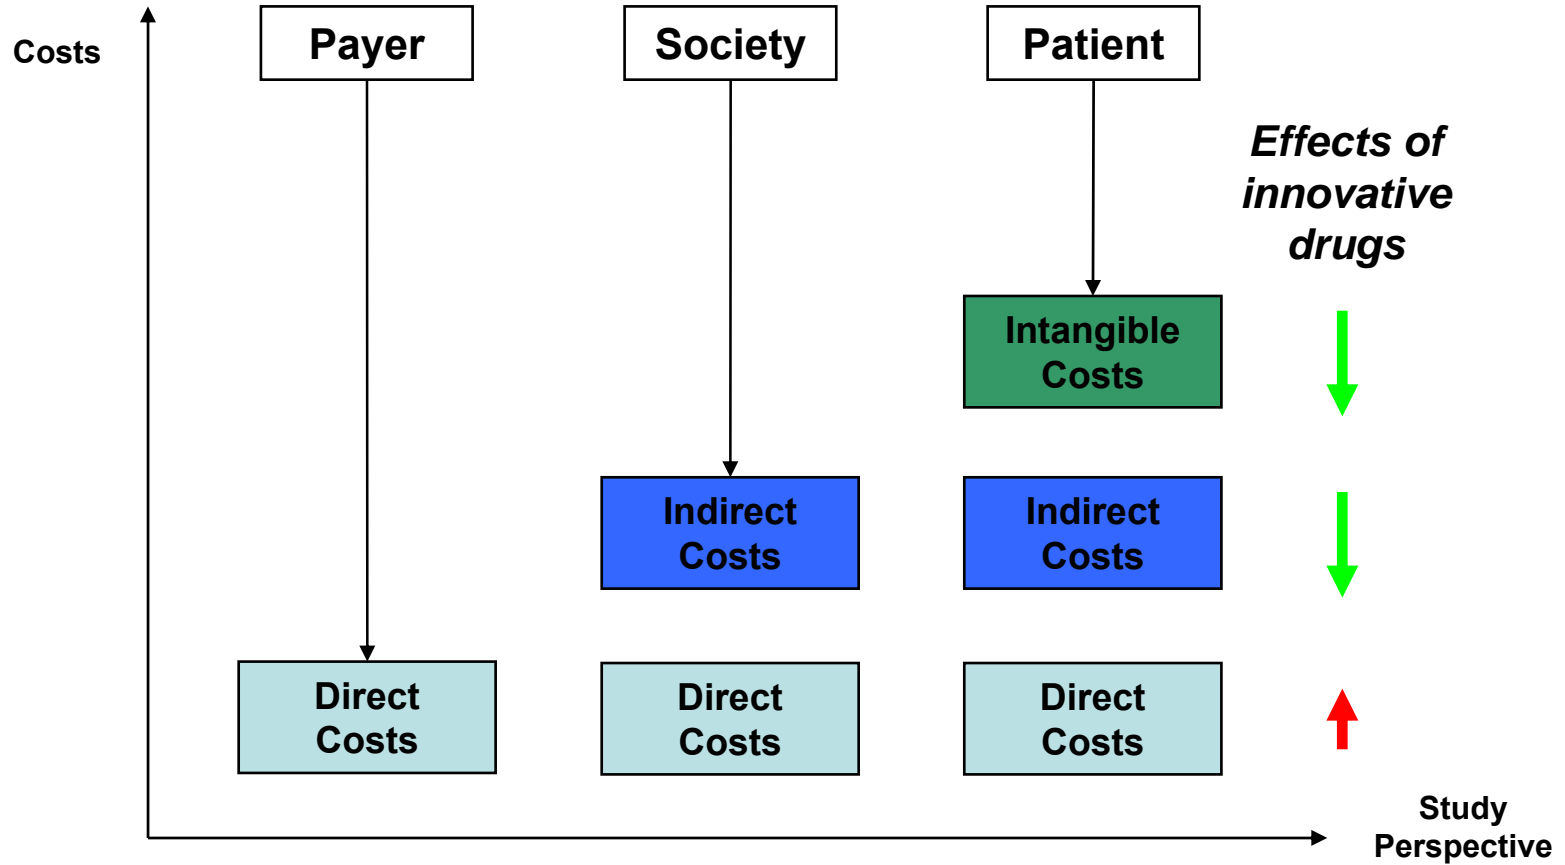 Costs
Payer
Society
Patient
Effects of
innovative
drugs
Intangible
Costs
Indirect
Costs
Indirect
Costs
Direct
Costs
Direct
Costs
Direct
Costs
Study
Perspective